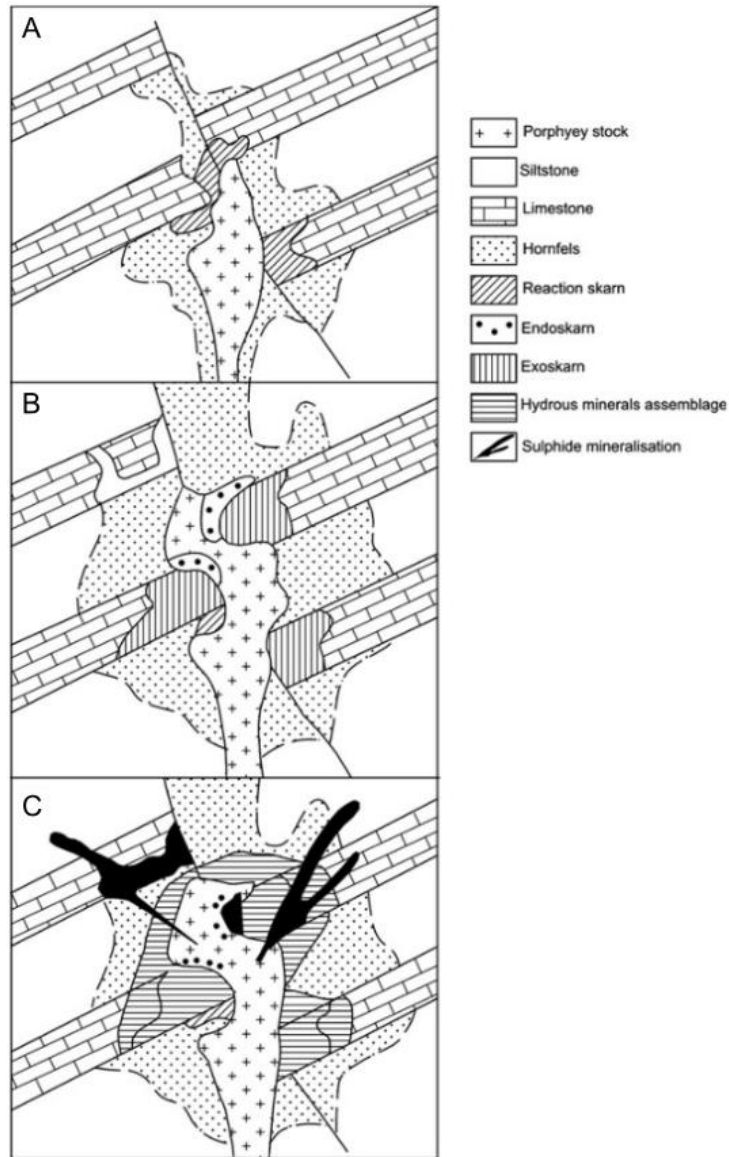 A
B
C
Porphyey stock
Siltstone
Limestone
Hornfels
Reaction skarn
Endoskarn
Exoskarn
Hydrous minerals assemblage
Sulphide mineralisation